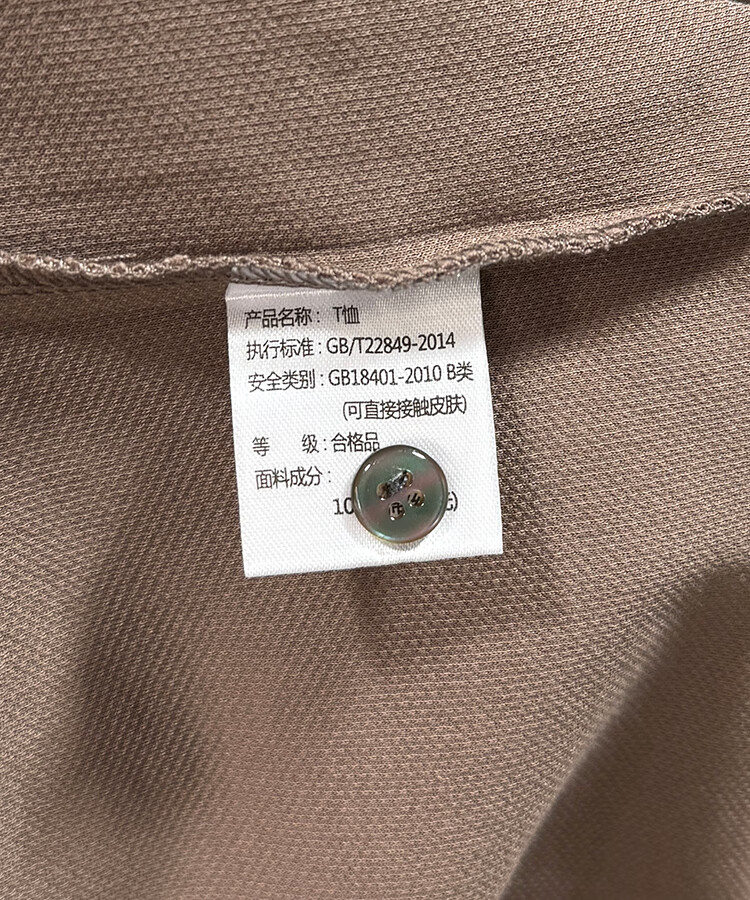 产品名称: T恤
执行标准: GB/T22849-2014
安全类别: GB18401-2010 B类
(可直接接触皮肤)
等 级: 合格品
面料成分: